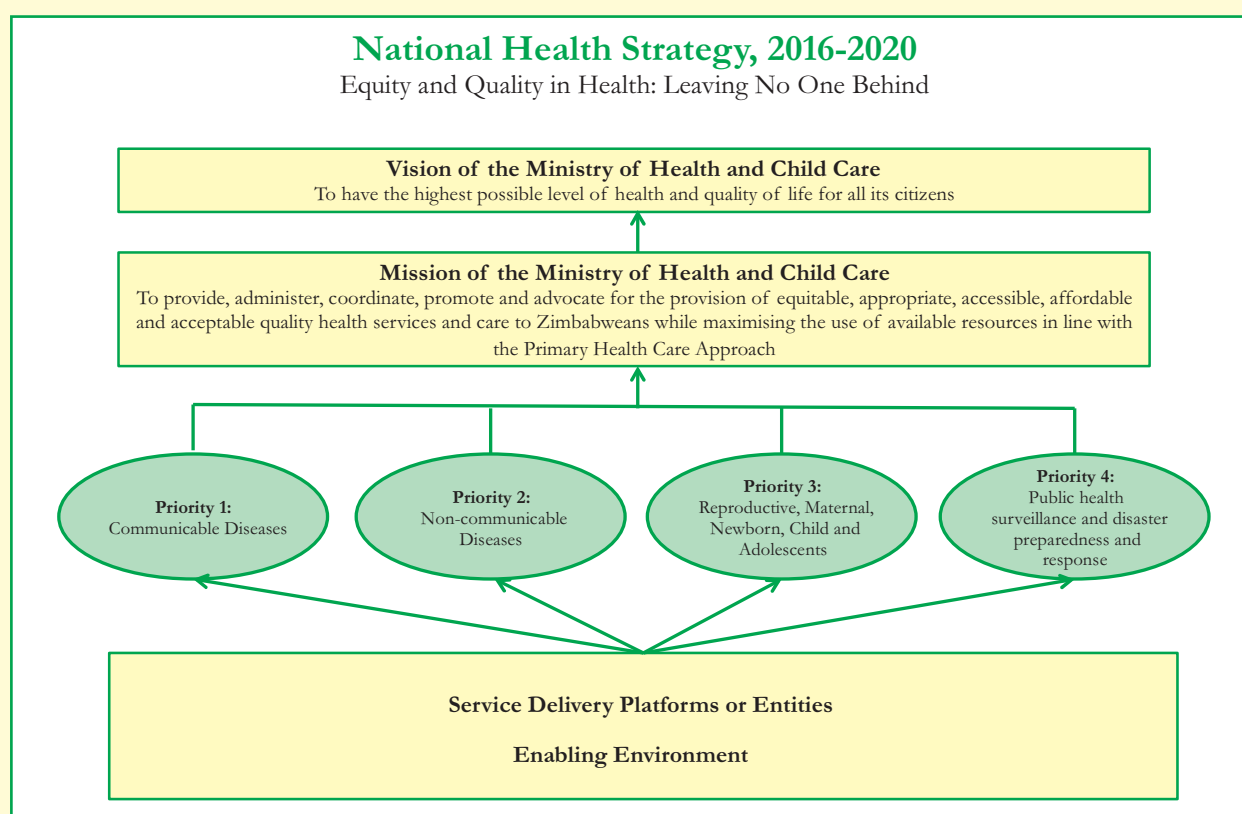 National Health Strategy, 2016-2020
Equity and Quality in Health: Leaving No One Behind
Vision of the Ministry of Health and Child Care
To have the highest possible level of health and quality of life for all its citizens
Mission of the Ministry of Health and Child Care
To provide, administer, coordinate, promote and advocate for the provision of equitable, appropriate, accessible, affordable
and acceptable quality health services and care to Zimbabweans while maximising the use of available resources in line with
the Primary Health Care Approach
Priority 1:
Communicable Diseases
Priority 2:
Non-communicable
Diseases
Priority 3:
Reproductive, Maternal,
Newborn, Child and
Adolescents
Priority 4:
Public health
surveillance and disaster
preparedness and
response
Service Delivery Platforms or Entities
Enabling Environment